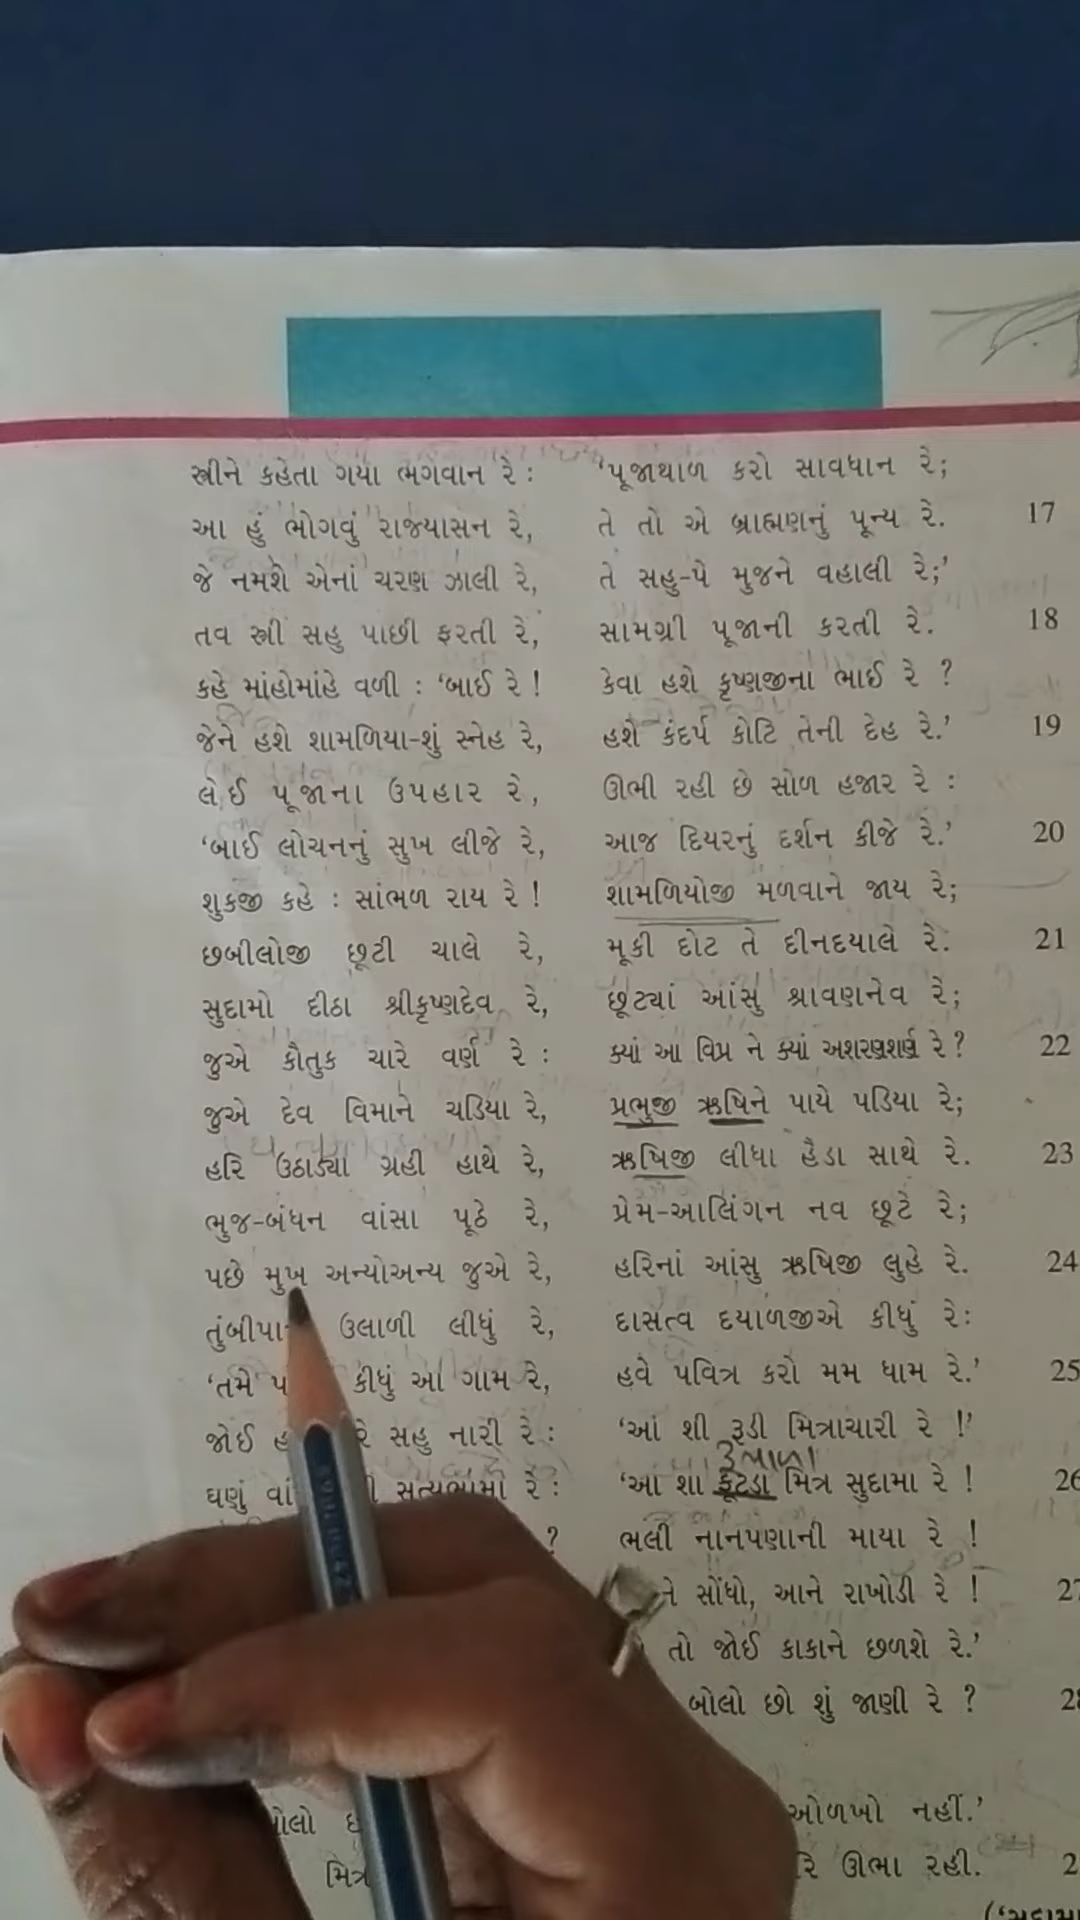 સ્ત્રીને કહેતા ગયા ભગવાન રે : ‘પૂજાથાળ કરો સાવધાન રે;
આ હું ભોગવું રાજ્યાસન રે, તે તો એ બ્રાહ્મણનું પૂન્ય રે. 17
જે નમશે એનાં ચરણ ઝાલી રે, તે સહુ-પે મુજને વહાલી રે;’
તવ સ્ત્રી સહુ પાછી ફરતી રે, સામગ્રી પૂજાની કરતી રે. 18
કહે માંહોમાંહે વળી : ‘બાઈ રે ! કેવા હશે કૃષ્ણજીના ભાઈ રે ?
જેને હશે શામળિયા-શું સ્નેહ રે, હશે કંદર્પ કોટિ તેની દેહ રે.’ 19
લેઈ પૂજાના ઉપહાર રે, ઊભી રહી છે સોળ હજાર રે :
‘બાઈ લોચનનું સુખ લીજે રે, આજ દિયરનું દર્શન કીજે રે.’ 20
શુકજી કહે : સાંભળ રાય રે ! શામળિયોજી મળવાને જાય રે;
છબીલોજી છૂટી ચાલે રે, મૂકી દોટ તે દીનદયાલે રે. 21
સુદામો દીઠા શ્રીકૃષ્ણદેવ રે, છૂટ્યાં આંસુ શ્રાવણનેવ રે;
જુએ કૌતુક ચારે વર્ણ રે : ક્યાં આ વિપ્ર ને ક્યાં અશરણશર્ણ રે ? 22
જુએ દેવ વિમાને ચડિયા રે, પ્રભુજી ઋષિને પાયે પડિયા રે;
હરિ ઉઠાડ્યા ગ્રહી હાથે રે, ઋષિજી લીધા હૈડા સાથે રે. 23
ભુજ-બંધન વાંસા પૂઠે રે, પ્રેમ-આલિંગન નવ છૂટે રે;
પછે મુખ અન્યોઅન્ય જુએ રે, હરિનાં આંસુ ઋષિજી લુહે રે. 24
ઉલાળી લીધું રે, દાસત્વ દયાળજીએ કીધું રેઃ
‘તમે કીધું આ ગામ રે, હવે પવિત્ર કરો મમ ધામ રે.’ 25
જોઈ સહુ નારી રે : ‘આ શી રૂડી મિત્રાચારી રે !’
ઘણું સત્યભામા રે : ‘આ શા ફૂટડા મિત્ર સુદામા રે !
? ભલી નાનપણાની માયા રે !
સોંધો, આને રાખોડી રે !
તો જોઈ કાકાને છળશે રે.’
બોલો છો શું જાણી રે ?
ઓળખો નહીં.’
મિત્ર ઊભા રહી.